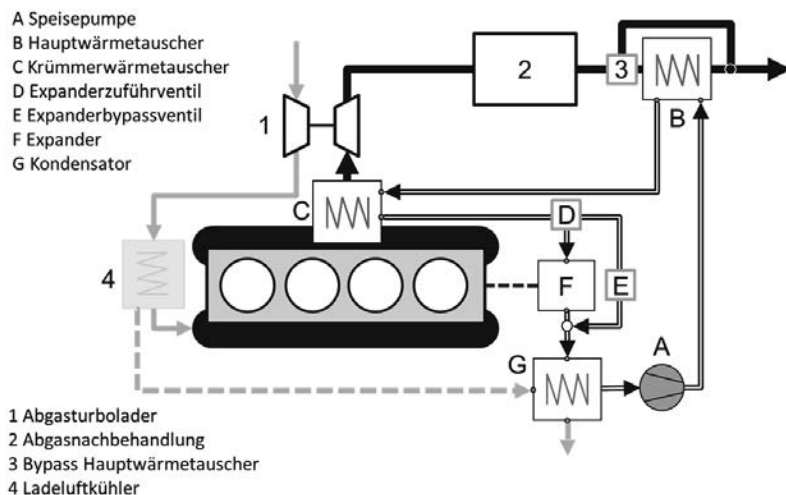 A Speisepumpe
B Hauptwärmetauscher
C Krümmerwärmetauscher
D Expanderzuführventil
E Expanderbypassventil
F Expander
G Kondensator
1
2
3
B
C
D
4
F
E
G
A
1 Abgasturbolader
2 Abgasnachbehandlung
3 Bypass Hauptwärmetauscher
4 Ladeluftkühler